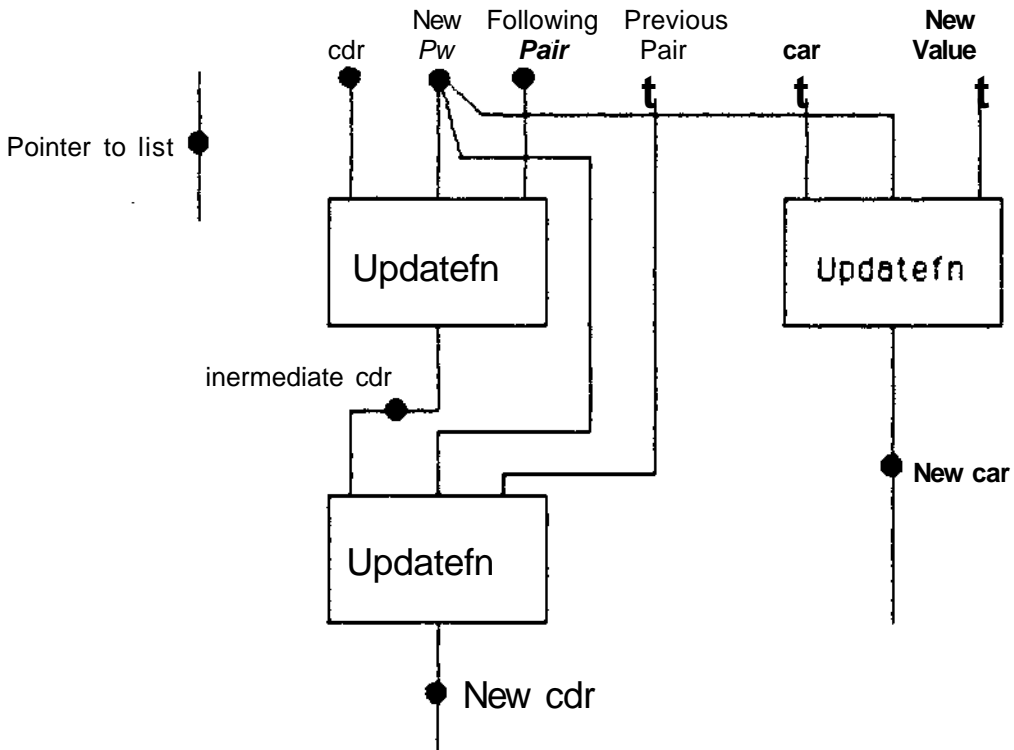 New Following Previous New
cdr Pw Pair Pair car Value
t t t
Pointer to list
Updatefn Updatefn
inermediate cdr
New car
Updatefn
New cdr